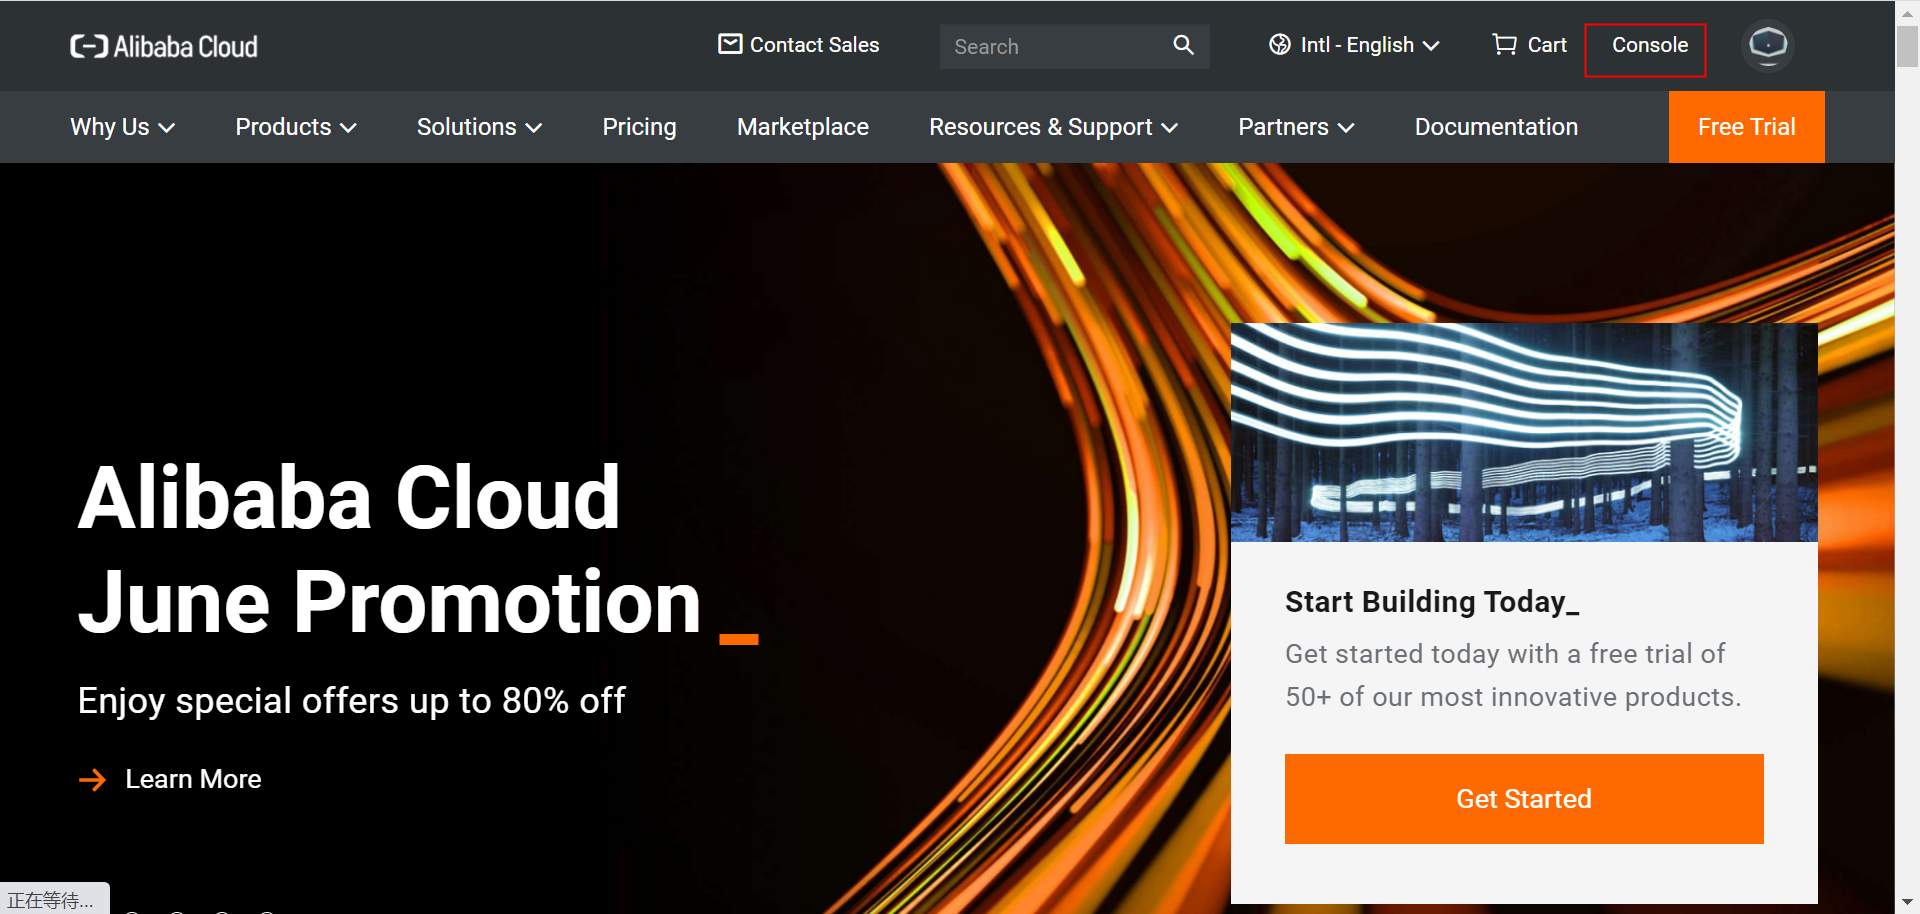 Alibaba Cloud
Contact Sales
Search
Intl - English
Cart
Console
Why Us
Products
Solutions
Pricing
Marketplace
Resources & Support
Partners
Documentation
Free Trial
Alibaba Cloud
June Promotion _
Enjoy special offers up to 80% off
Learn More
Start Building Today_
Get started today with a free trial of
50+ of our most innovative products.
Get Started
正在等待...